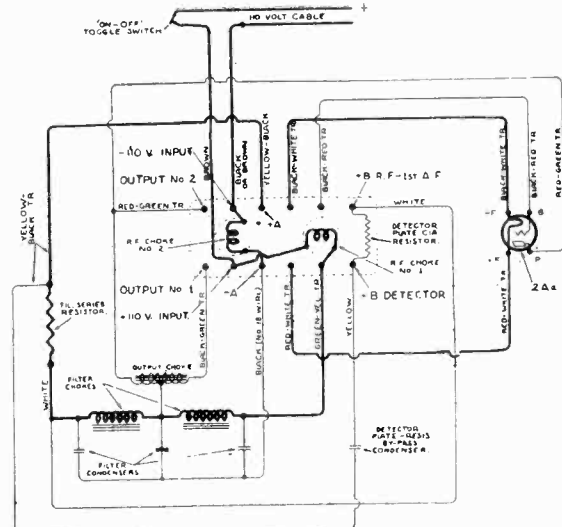 'ON-OFF'
TOGGLE SWITCH
110 VOLT CABLE
+
-110 V. INPUT
OUTPUT NO 2
RED-GREEN TR.
BROWN
BLACK
OR BROWN
YELLOW-BLACK
BLACK-WHITE TR
BLACK-RED TR
+B R.F-1ST A F
WHITE
BLACK-WHITE TR.
BLACK-RED TR.
RED-GREEN TR
YELLOW-
BLACK TR
+A
R.F. CHOKE
NO. 2
DETECTOR
PLATE CIR
RESISTOR.
R.F. CHOKE
NO. 1
-F
B
P
2AA
OUTPUT NO 1
+110 V. INPUT
-A
+B DETECTOR
FIL. SERIES
RESISTOR.
BLACK-GREEN TR
BLACK (NO 18 WIRE)
RED-WHITE TR
GREEN-YEL TR
YELLOW
RED-WHITE TR
OUTPUT CHOKE
WHITE
FILTER
CHOKES
FILTER
CONDENSERS
DETECTOR
PLATE-RESIS
BY-PASS
CONDENSER.